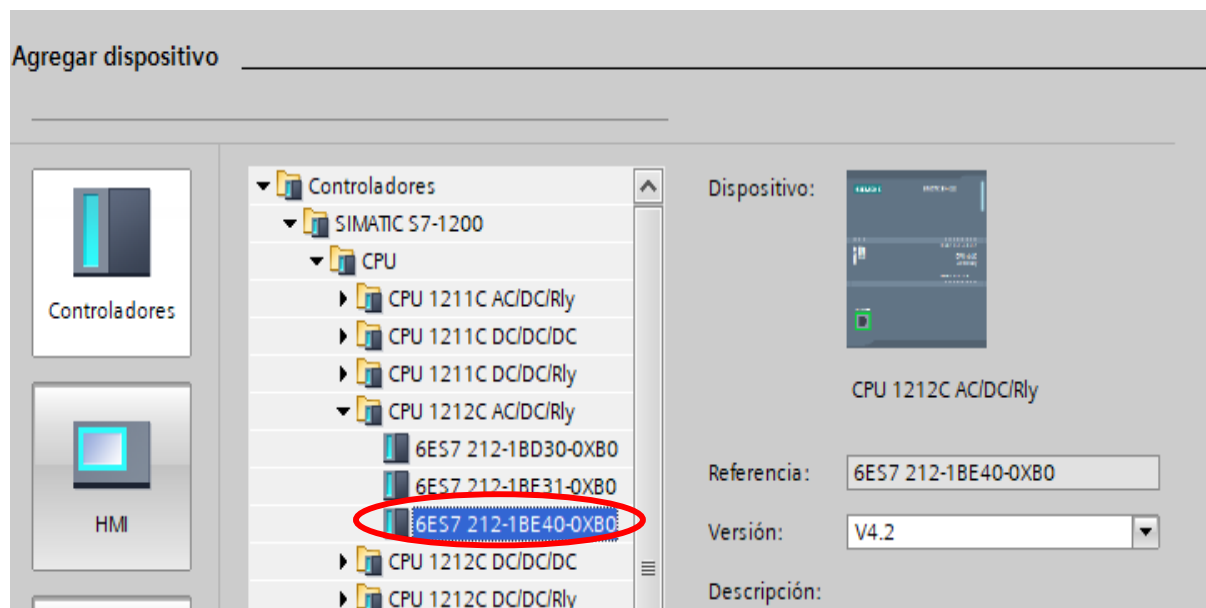 Agregar dispositivo
Controladores
HMI
Controladores
SIMATIC S7-1200
CPU
CPU 1211C AC/DC/Rly
CPU 1211C DC/DC/DC
CPU 1211C DC/DC/Rly
CPU 1212C AC/DC/Rly
6ES7 212-1BD30-0XB0
6ES7 212-1BE31-0XB0
6ES7 212-1BE40-0XB0
CPU 1212C DC/DC/DC
CPU 1212C DC/DC/Rly
Dispositivo:
CPU 1212C AC/DC/Rly
Referencia: 6ES7 212-1BE40-0XB0
Versión: V4.2
Descripción: